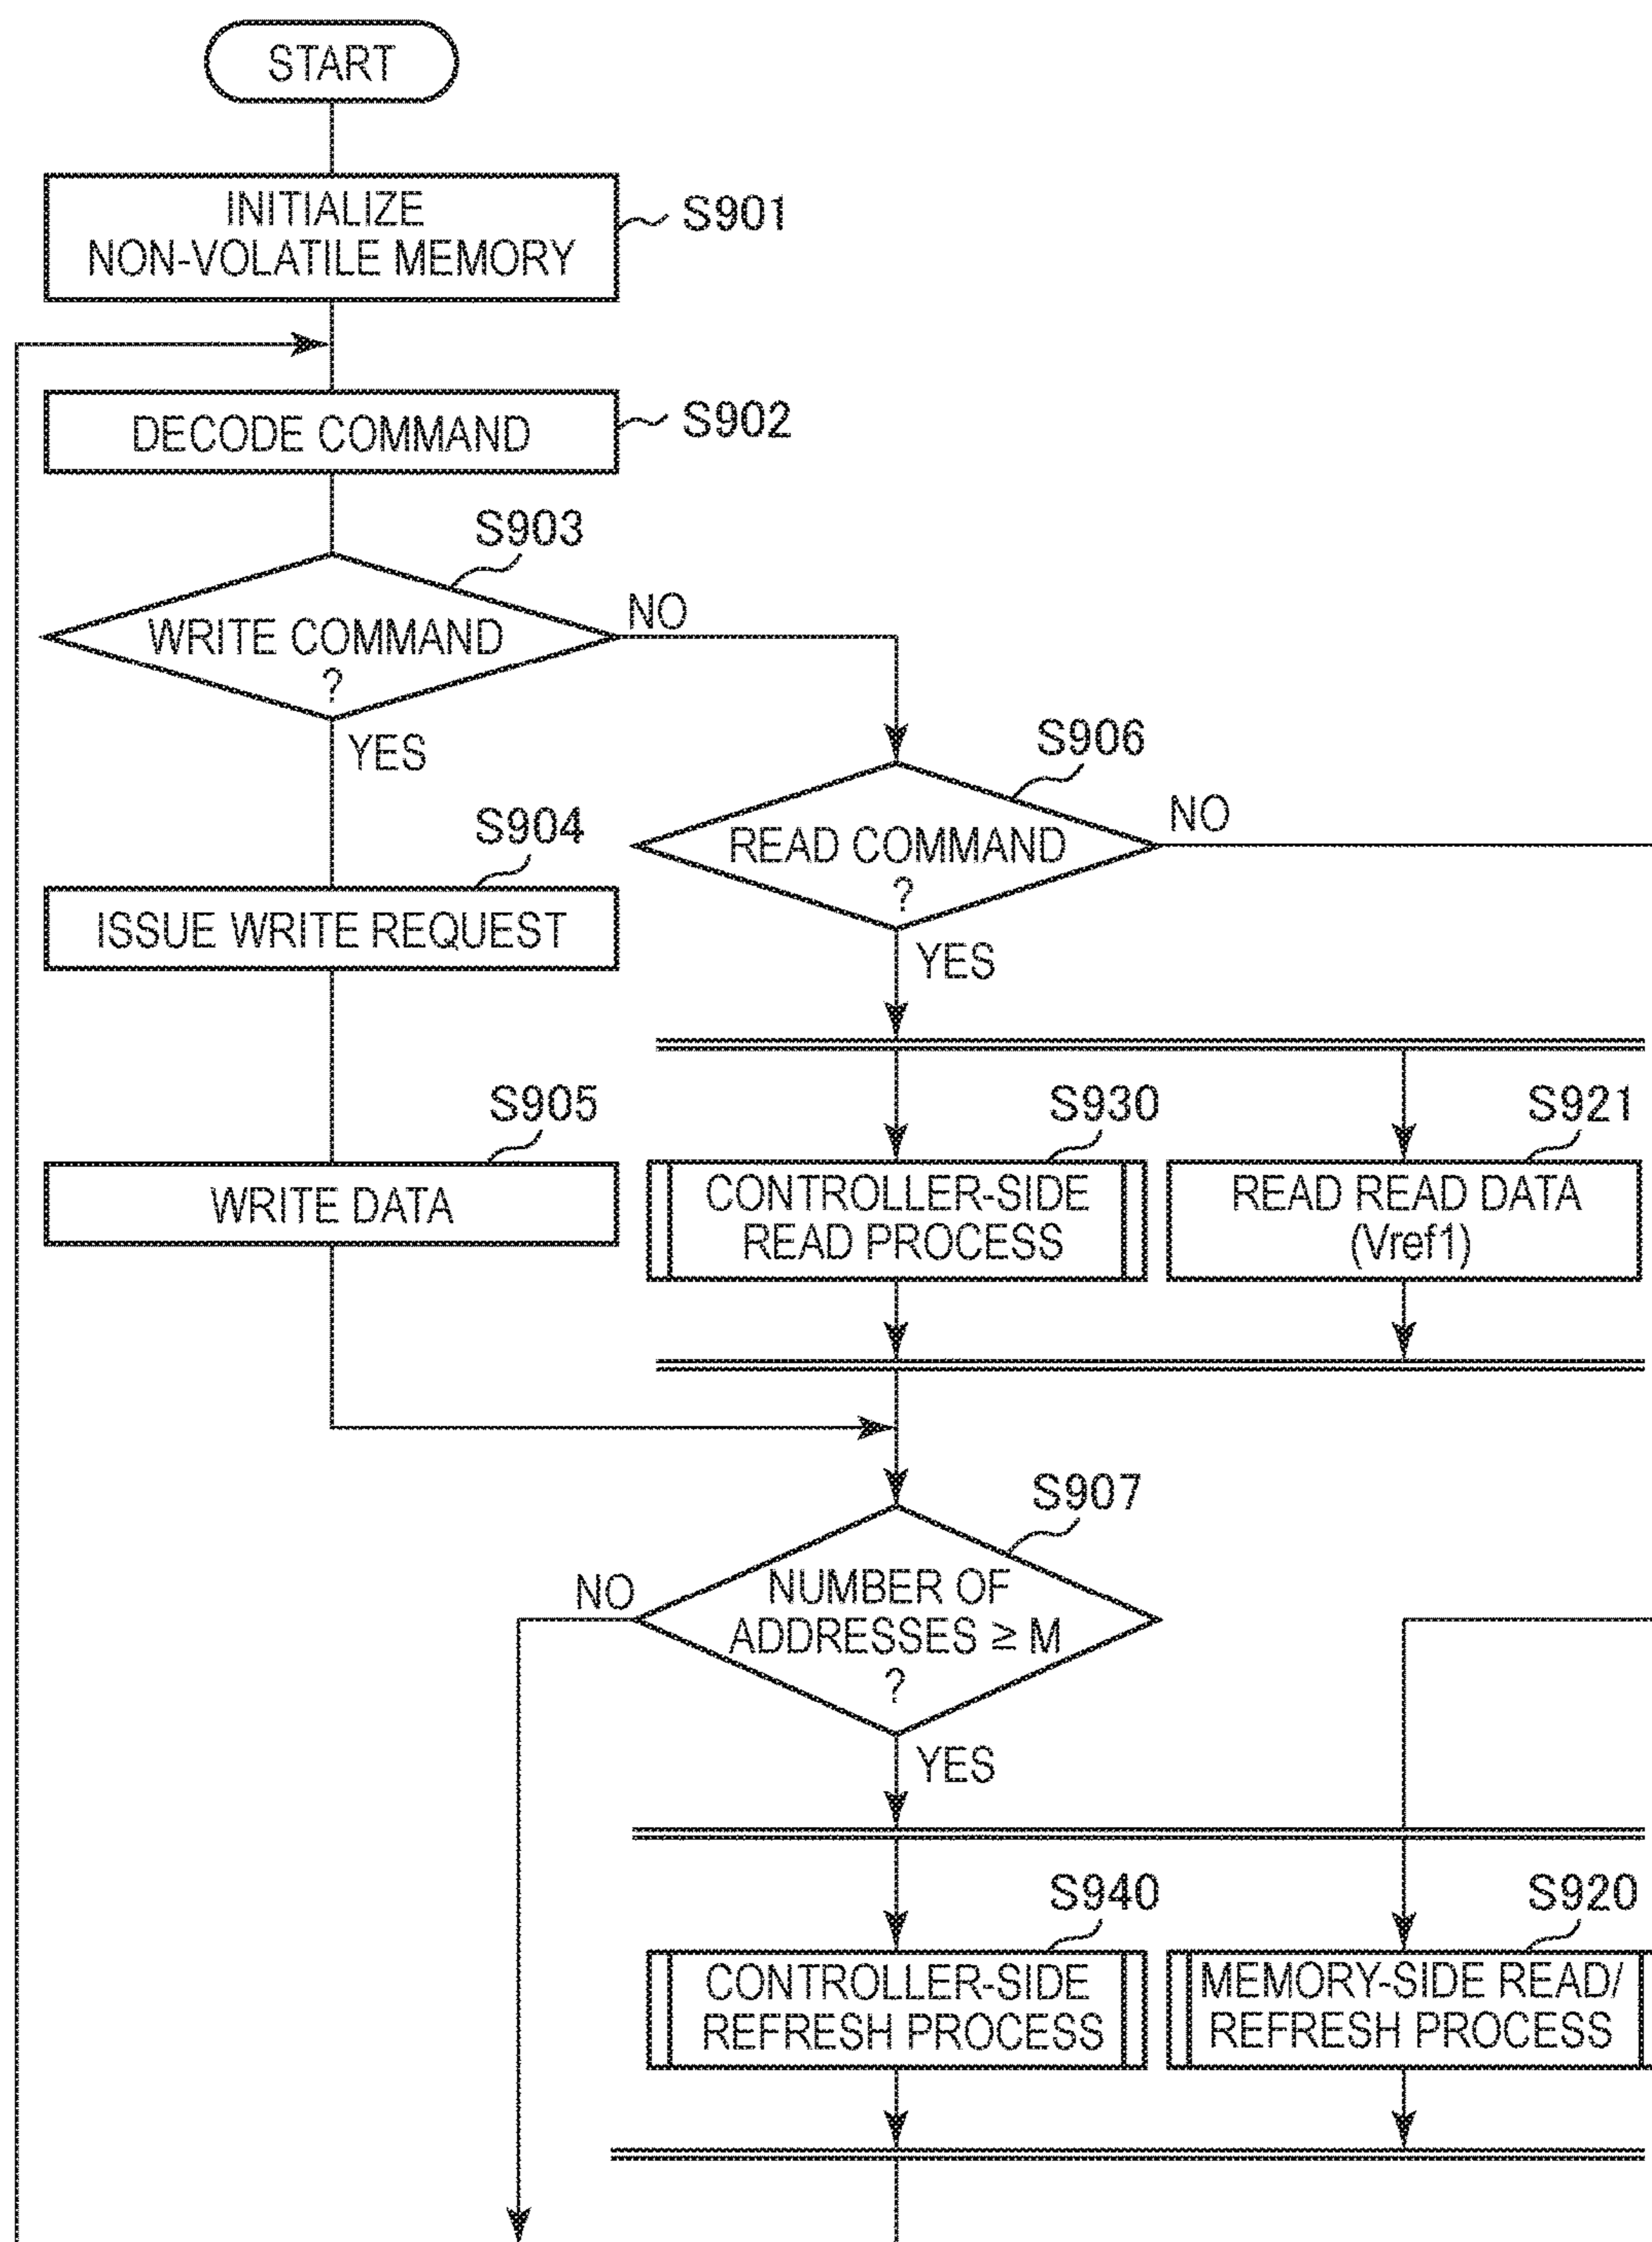 START
INITIALIZE
NON-VOLATILE MEMORY
S901
DECODE COMMAND
S902
S903
WRITE COMMAND
?
NO
YES
S906
READ COMMAND
?
NO
YES
S904
ISSUE WRITE REQUEST
S905
WRITE DATA
S930
CONTROLLER-SIDE
READ PROCESS
S921
READ READ DATA
(Vref1)
S907
NUMBER OF
ADDRESSES ≥ M
?
NO
YES
S940
CONTROLLER-SIDE
REFRESH PROCESS
S920
MEMORY-SIDE READ/
REFRESH PROCESS